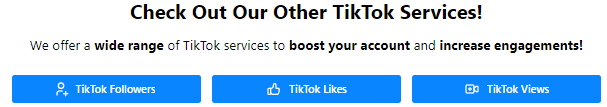 Check Out Our Other TikTok Services!
We offer a wide range of TikTok services to boost your account and increase engagements!
TikTok Followers
TikTok Likes
TikTok Views